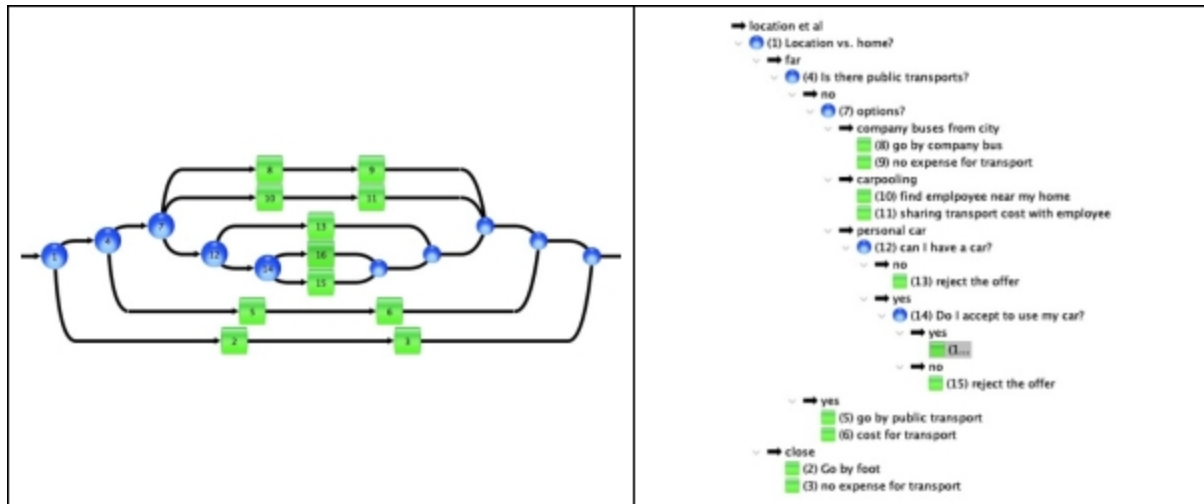 8
9
10
11
13
7
4
12
16
1
14
15
5
6
2
3
location et al
(1) Location vs. home?
far
(4) Is there public transports?
no
(7) options?
company buses from city
(8) go by company bus
(9) no expense for transport
carpooling
(10) find emplpoyee near my home
(11) sharing transport cost with employee
personal car
(12) can I have a car?
no
(13) reject the offer
yes
(14) Do I accept to use my car?
yes
(1...
no
(15) reject the offer
yes
(5) go by public transport
(6) cost for transport
close
(2) Go by foot
(3) no expense for transport